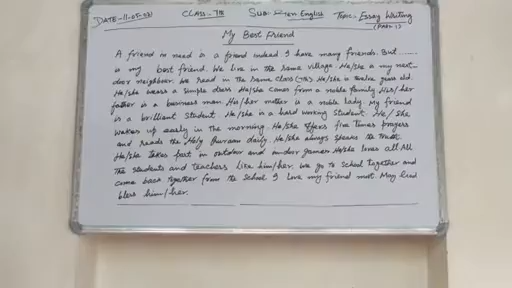 DATE-11-05-021 CLASS-7th SUB: English Topic: Essay Writing
(Part-1)
My Best Friend
A friend in need is a friend indeed I have many friends. But ......
is my best friend. We live in the same village. He/she is my next-
door neighbour. We read in the same class (7th). He/she is twelve years old.
He/she wears a simple dress He/she comes from a noble family. His/her
father is a business man. His/her mother is a noble lady. My friend
is a brilliant student. He/she is a hard working student. He/she
wakes up early in the morning. He/she offers five times prayers
and reads the Holy Quraan daily. He/she always speaks the truth.
He/she takes part in outdoor and indoor games He/she loves all. All
the students and teachers like him/her. We go to school together and
come back together from the school I love my friend most May
bless him/her.